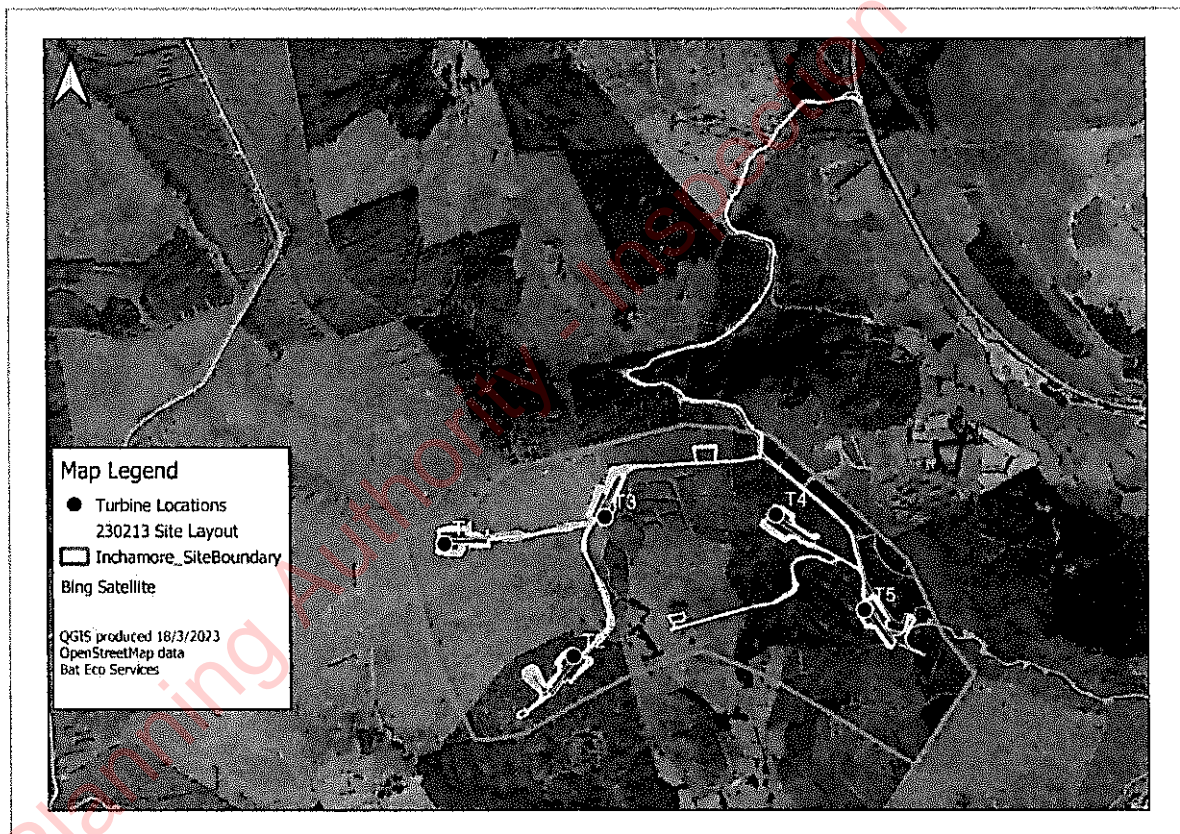 Map Legend
Turbine Locations
230213 Site Layout
Inchamore_SiteBoundary
Bing Satellite
QGIS produced 18/3/2023
OpenStreetMap data
Bat Eco Services
T3
T4
T5
Planning Authority - Inspection